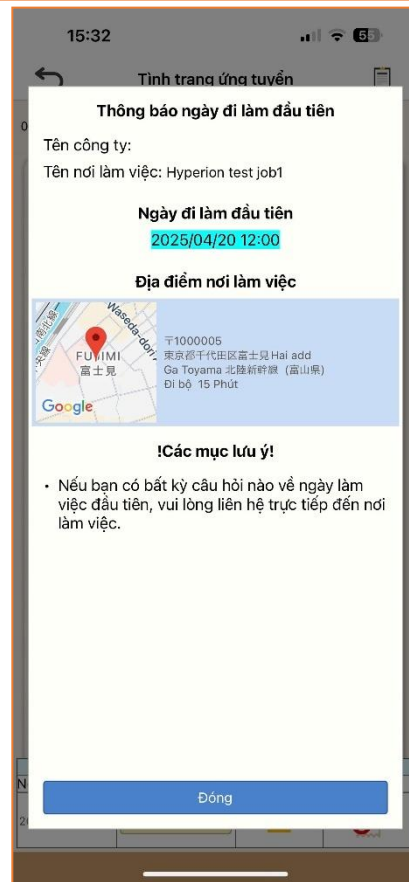 15:32
55
Tình trạng ứng tuyển
Thông báo ngày đi làm đầu tiên
Tên công ty:
Tên nơi làm việc: Hyperion test job1
Ngày đi làm đầu tiên
2025/04/20 12:00
Địa điểm nơi làm việc
Waseda-dori
FUJIMI
富士見
Google
〒1000005
東京都千代田区富士見 Hai add
Ga Toyama 北陸新幹線 (富山県)
Đi bộ 15 Phút
!Các mục lưu ý!
・ Nếu bạn có bất kỳ câu hỏi nào về ngày làm
việc đầu tiên, vui lòng liên hệ trực tiếp đến nơi
làm việc.
Đóng